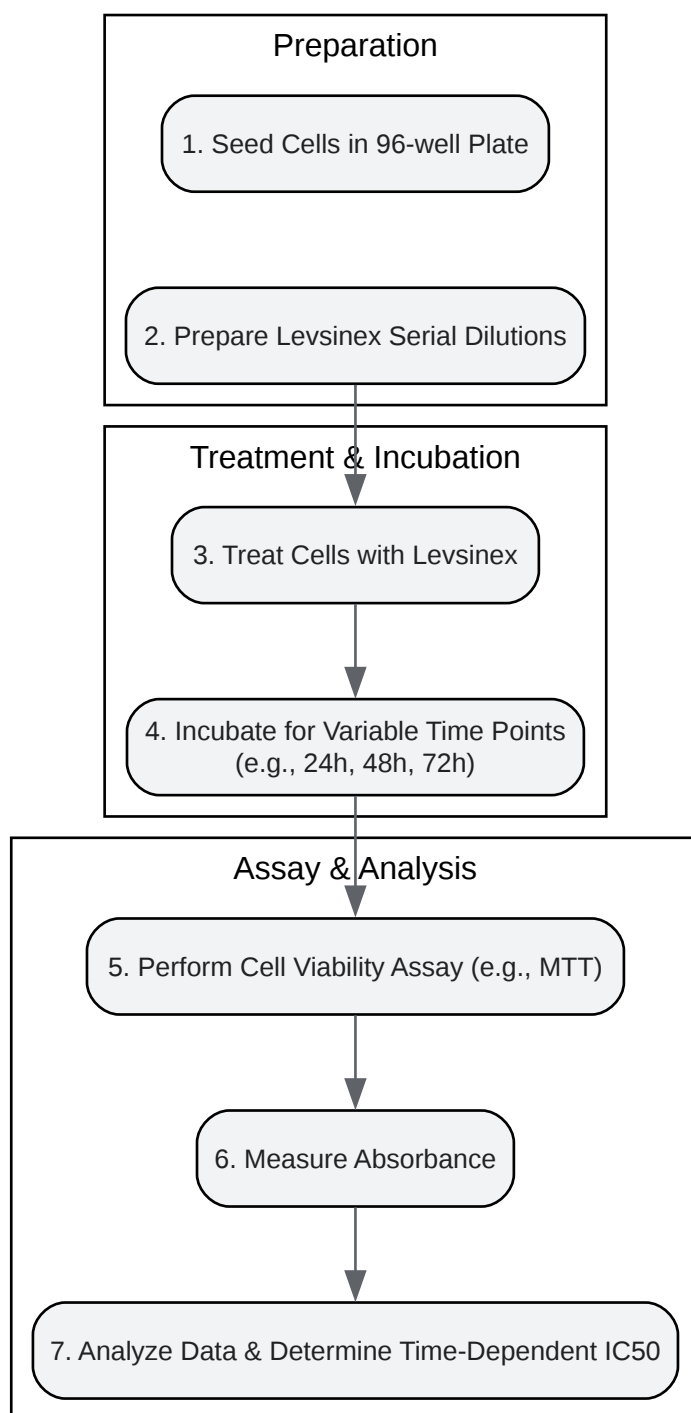 Preparation
1. Seed Cells in 96-well Plate
2. Prepare Levsinex Serial Dilutions
Treatment & Incubation
3. Treat Cells with Levsinex
4. Incubate for Variable Time Points
(e.g., 24h, 48h, 72h)
Assay & Analysis
5. Perform Cell Viability Assay (e.g., MTT)
6. Measure Absorbance
7. Analyze Data & Determine Time-Dependent IC50